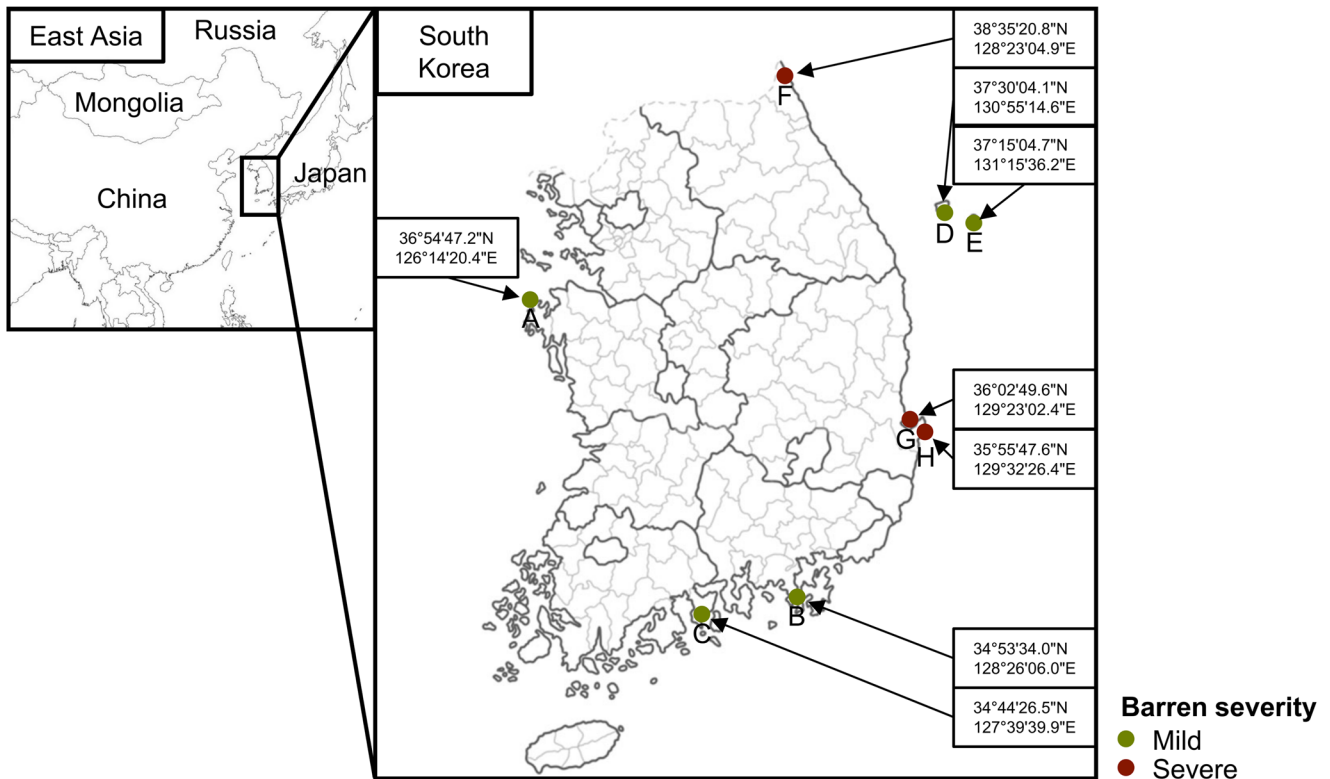 East Asia
Russia
Mongolia
China
Japan
South
Korea
38°35'20.8"N
128°23'04.9"E
37°30'04.1"N
130°55'14.6"E
37°15'04.7"N
131°15'36.2"E
F
D
E
36°54'47.2"N
126°14'20.4"E
A
36°02'49.6"N
129°23'02.4"E
G
H
35°55'47.6"N
129°32'26.4"E
B
C
34°53'34.0"N
128°26'06.0"E
34°44'26.5"N
127°39'39.9"E
Barren severity
Mild
Severe